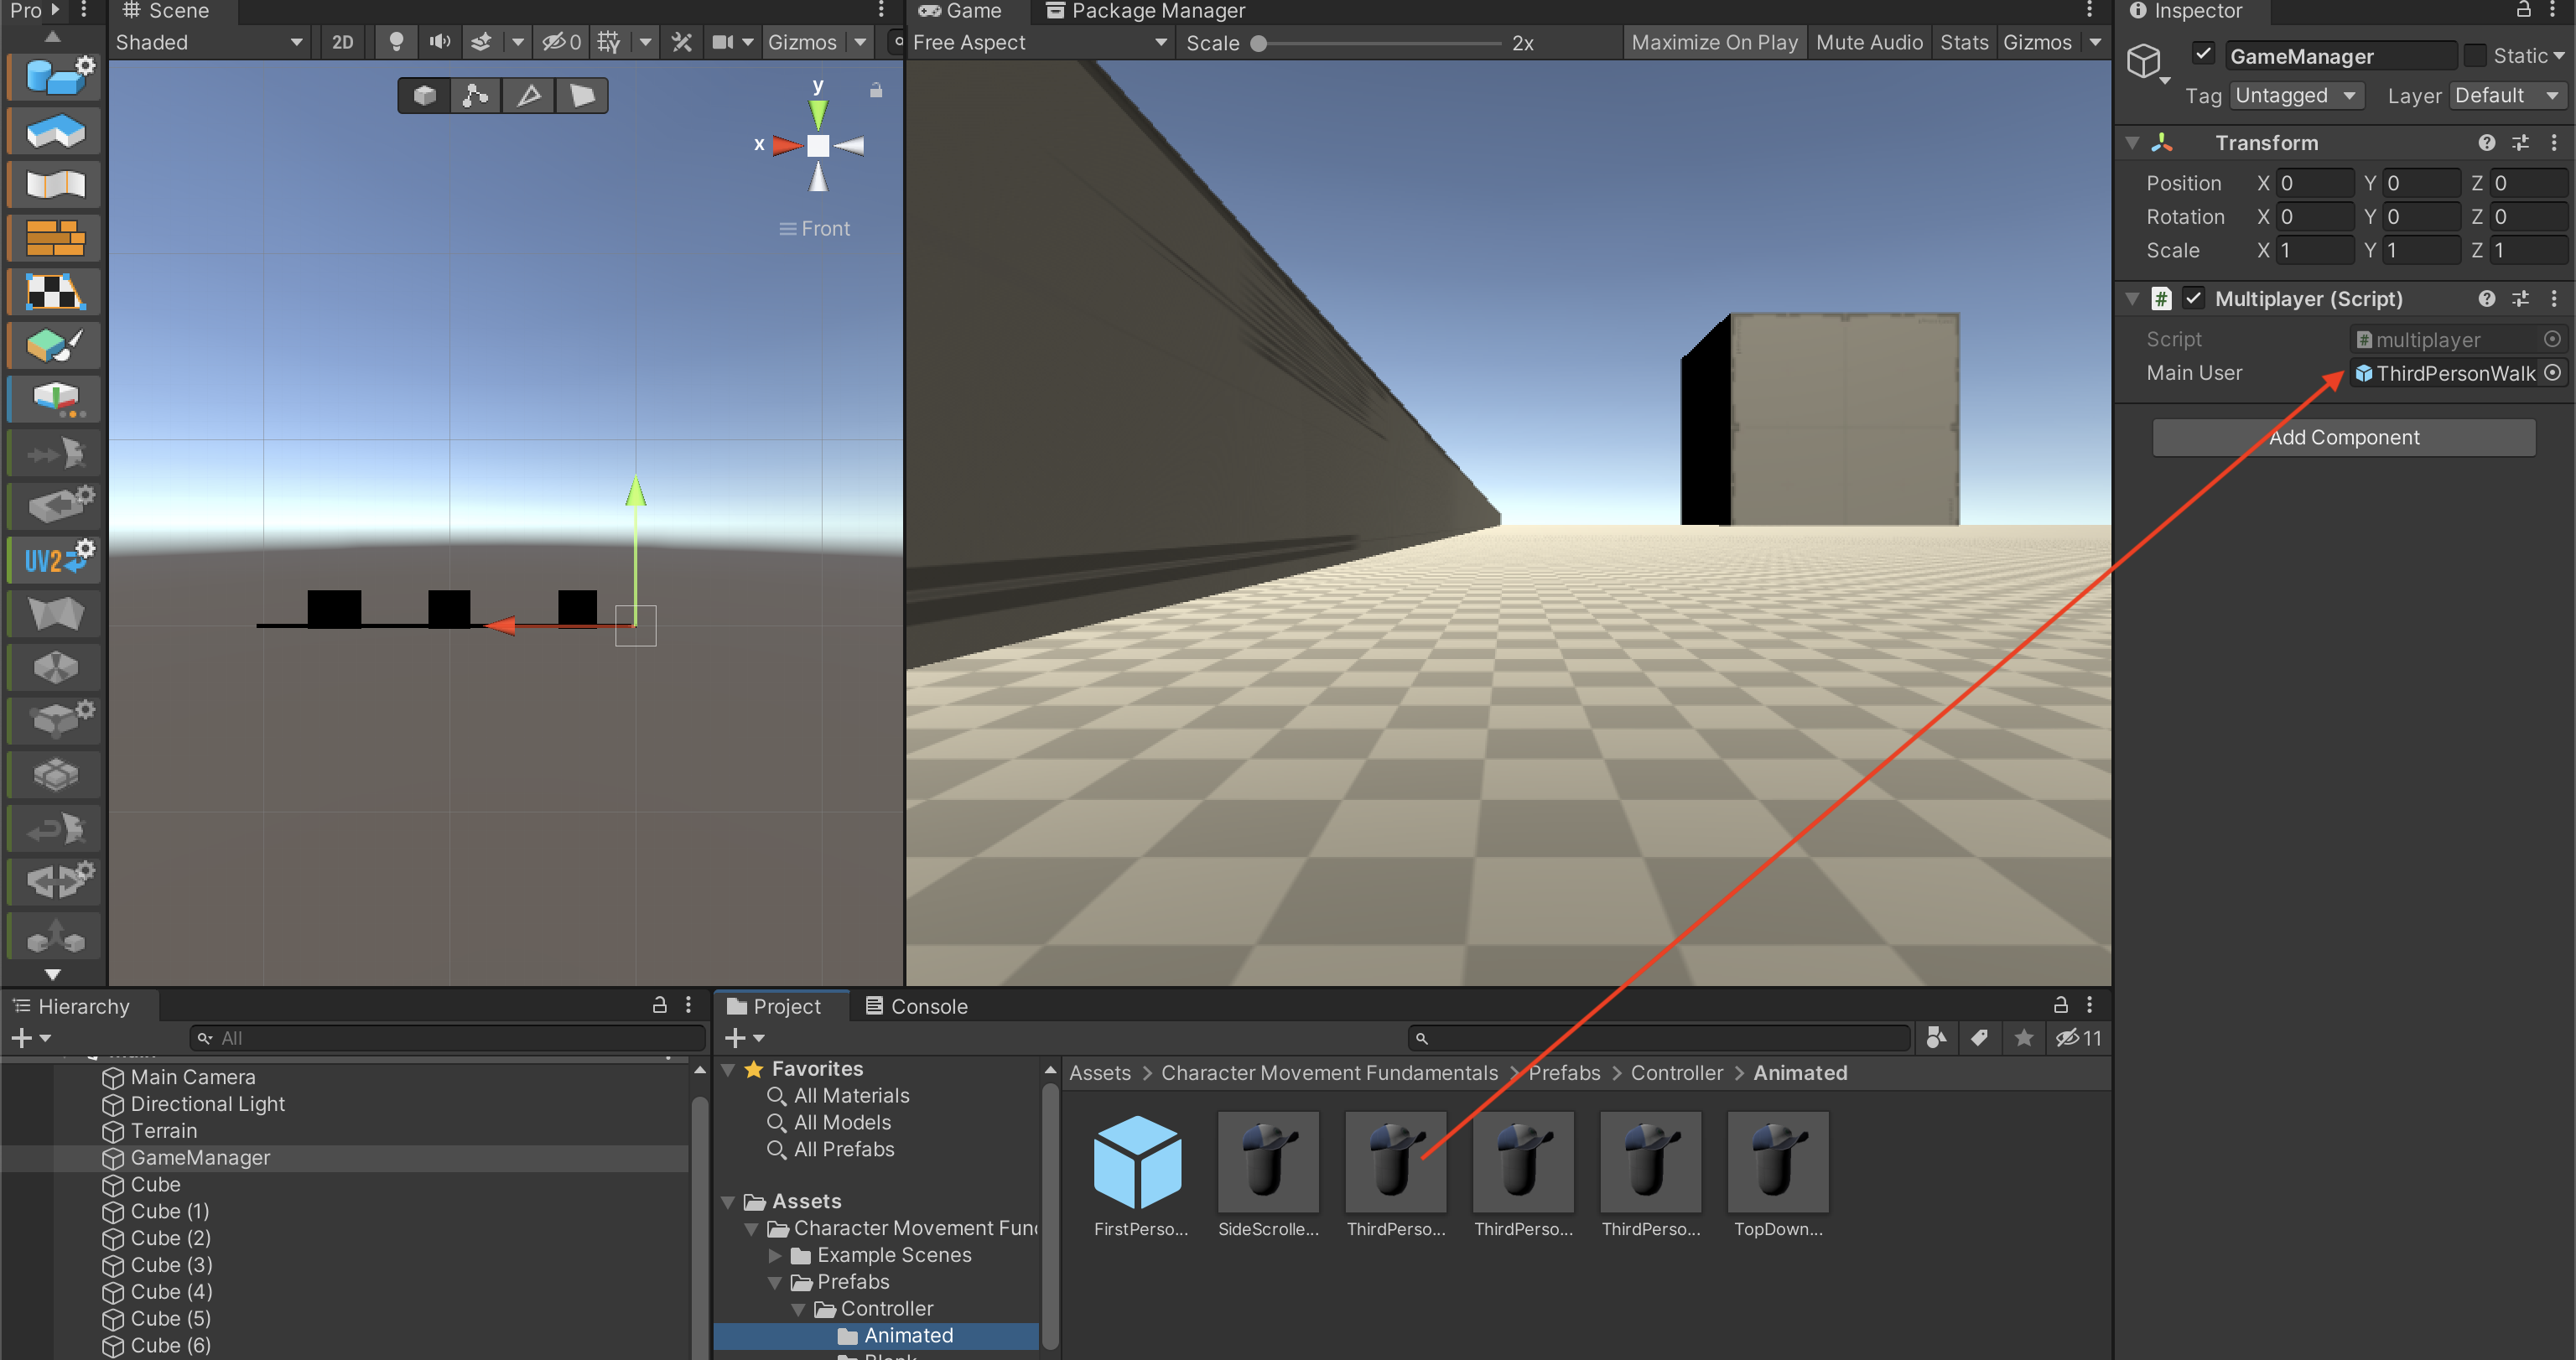 Pro
Scene
Game
Package Manager
Inspector
Shaded
2D
0
Gizmos
Free Aspect
Scale
2x
Maximize On Play
Mute Audio
Stats
Gizmos
GameManager
Static
Tag
Untagged
Layer
Default
y
x
Front
Transform
Position X 0 Y 0 Z 0
Rotation X 0 Y 0 Z 0
Scale X 1 Y 1 Z 1
Multiplayer (Script)
Script
multiplayer
Main User
ThirdPersonWalk
Add Component
UV2
Hierarchy
All
Main Camera
Directional Light
Terrain
GameManager
Cube
Cube (1)
Cube (2)
Cube (3)
Cube (4)
Cube (5)
Cube (6)
Project
Console
11
Favorites
All Materials
All Models
All Prefabs
Assets
Character Movement Fun
Example Scenes
Prefabs
Controller
Animated
Assets > Character Movement Fundamentals > Prefabs > Controller > Animated
FirstPerso...
SideScrolle...
ThirdPerso...
ThirdPerso...
ThirdPerso...
TopDown...